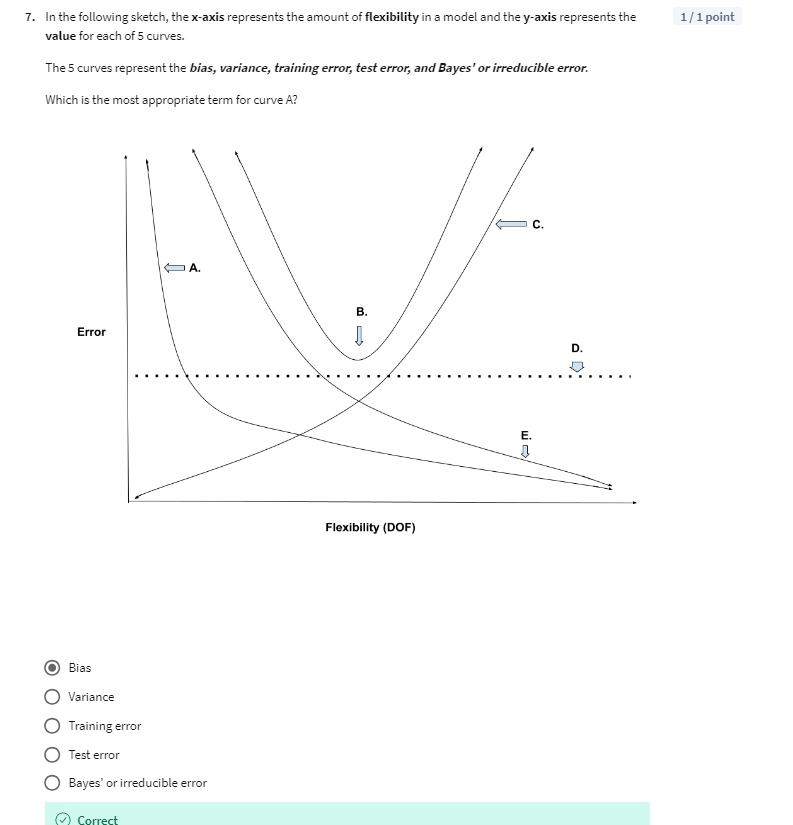 7. In the following sketch, the x-axis represents the amount of flexibility in a model and the y-axis represents the
1 / 1 point
value for each of 5 curves.
The 5 curves represent the bias, variance, training error, test error, and Bayes' or irreducible error.
Which is the most appropriate term for curve A?
C.
A.
B.
Error
D.
E.
Flexibility (DOF)
Bias
Variance
Training error
Test error
Bayes' or irreducible error
Correct